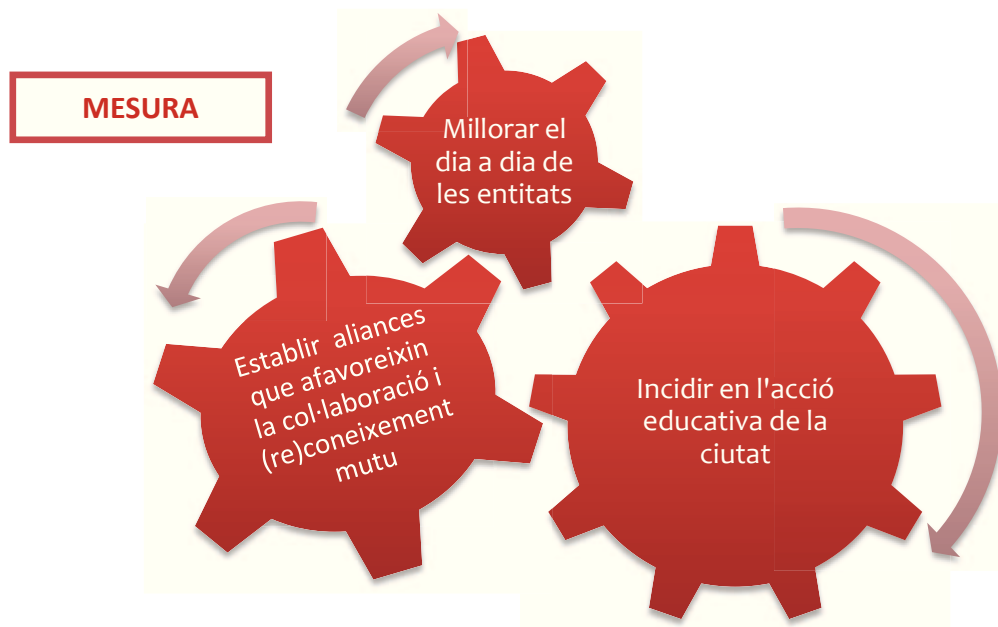 MESURA
Millorar el
dia a dia de
les entitats
Establir aliances
que afavoreixin
la col·laboració i
(re)coneixement
mutu
Incidir en l'acció
educativa de la
ciutat